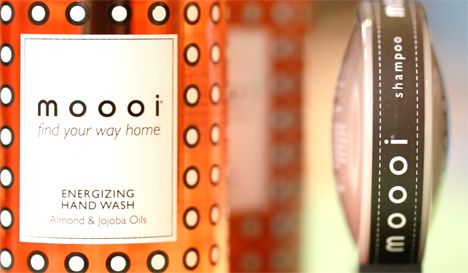 moooi®
find your way home
ENERGIZING
HAND WASH
Almond & Jojoba Oils
moooi® shampoo